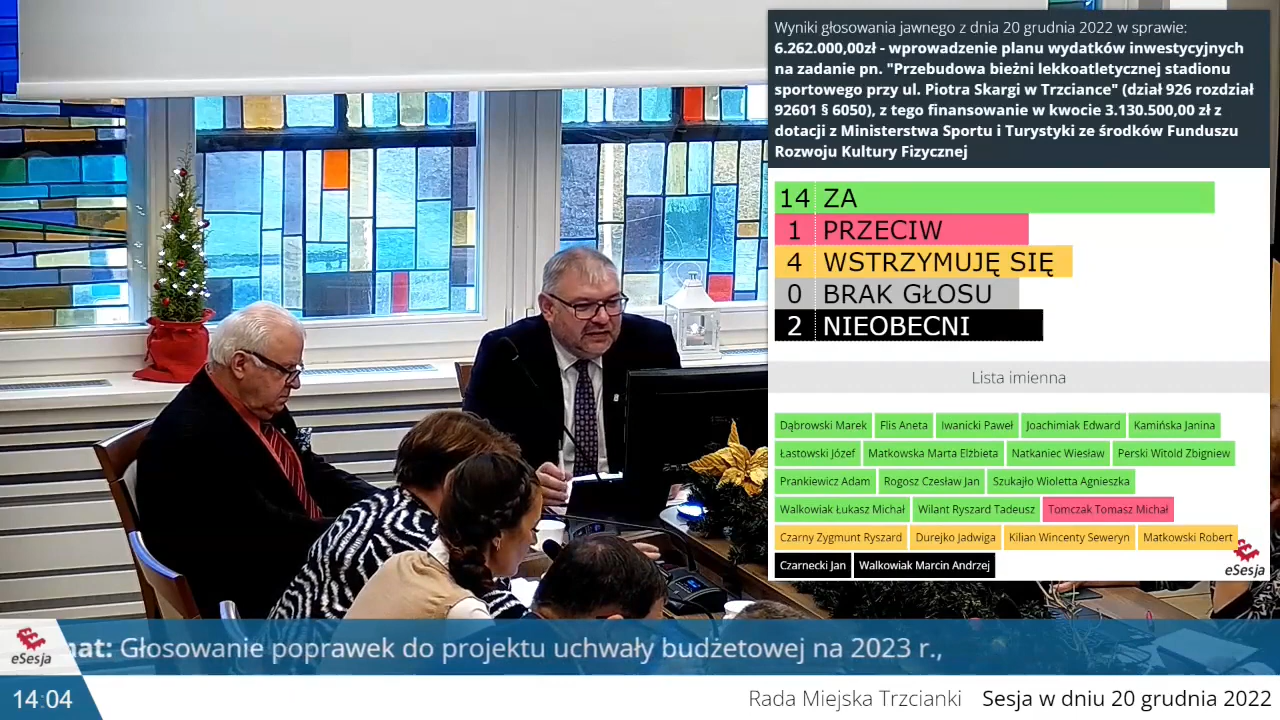 Wyniki głosowania jawnego z dnia 20 grudnia 2022 w sprawie:
6.262.000,00zł - wprowadzenie planu wydatków inwestycyjnych
na zadanie pn. "Przebudowa bieżni lekkoatletycznej stadionu
sportowego przy ul. Piotra Skargi w Trzciance" (dział 926 rozdział
92601 § 6050), z tego finansowanie w kwocie 3.130.500,00 zł z
dotacji z Ministerstwa Sportu i Turystyki ze środków Funduszu
Rozwoju Kultury Fizycznej
14 ZA
1 PRZECIW
4 WSTRZYMUJĘ SIĘ
0 BRAK GŁOSU
2 NIEOBECNI
Lista imienna
Dąbrowski Marek Flis Aneta Iwanicki Paweł Joachimiak Edward Kamińska Janina
Łastowski Józef Matkowska Marta Elżbieta Natkaniec Wiesław Perski Witold Zbigniew
Prankiewicz Adam Rogosz Czesław Jan Szukajło Wioletta Agnieszka
Walkowiak Łukasz Michał Wilant Ryszard Tadeusz Tomczak Tomasz Michał
Czarny Zygmunt Ryszard Durejko Jadwiga Kilian Wincenty Seweryn Matkowski Robert
Czarnecki Jan Walkowiak Marcin Andrzej
eSesja
eSesja
nat: Głosowanie poprawek do projektu uchwały budżetowej na 2023 r.,
14:04
Rada Miejska Trzcianki Sesja w dniu 20 grudnia 2022